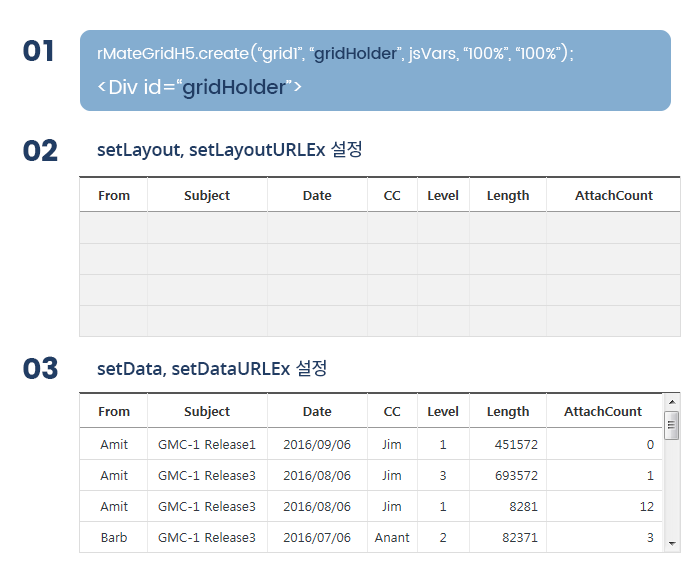 01
rMateGridH5.create(“grid1”, “gridHolder”, jsVars, “100%”, “100%”);
<Div id=“gridHolder”>
02
setLayout, setLayoutURLEx 설정
From Subject Date CC Level Length AttachCount
03
setData, setDataURLEx 설정
From Subject Date CC Level Length AttachCount
Amit GMC-1 Release1 2016/09/06 Jim 1 451572 0
Amit GMC-1 Release3 2016/08/06 Jim 3 693572 1
Amit GMC-1 Release3 2016/08/06 Jim 1 8281 12
Barb GMC-1 Release3 2016/07/06 Anant 2 82371 3